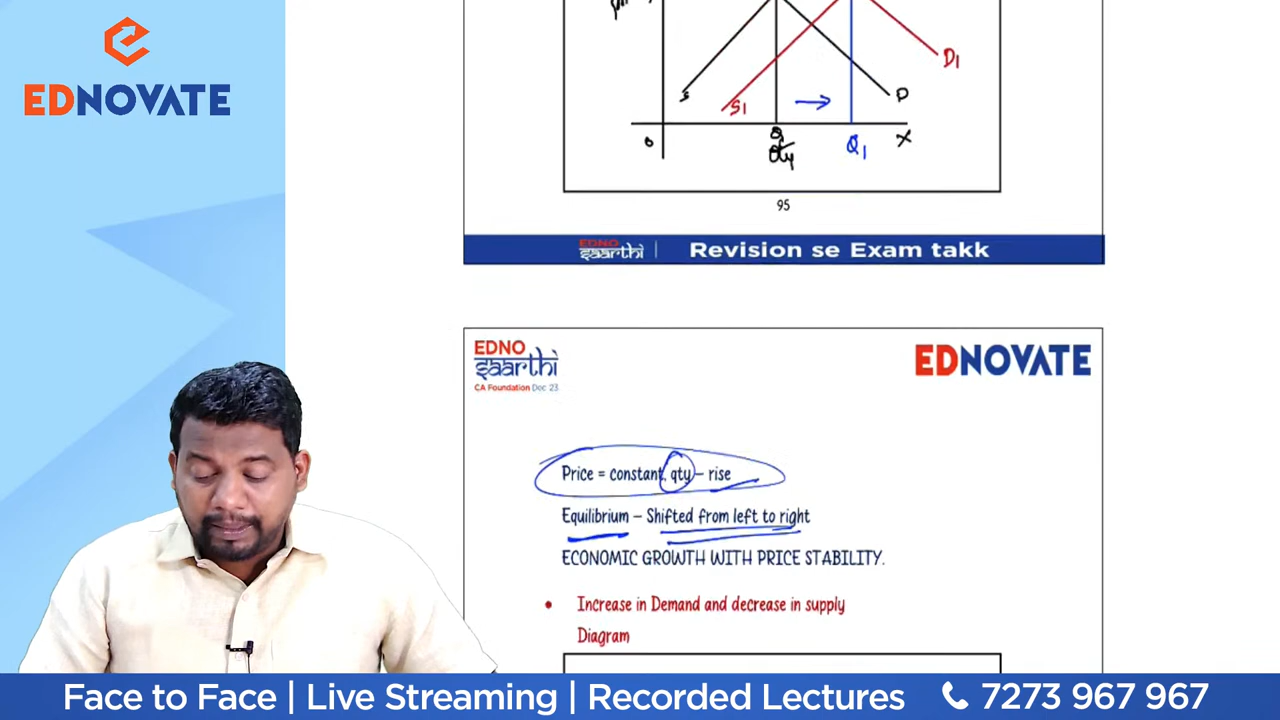 EDNOVATE
S
S1
D
D1
O
Q
Qty
Q1
X
95
EDNO
saarthi
Revision se Exam takk
EDNO
saarthi
CA Foundation Dec 23
EDNOVATE
Price = constant, qty – rise
Equilibrium – Shifted from left to right
ECONOMIC GROWTH WITH PRICE STABILITY.
• Increase in Demand and decrease in supply
Diagram
Face to Face | Live Streaming | Recorded Lectures 7273 967 967